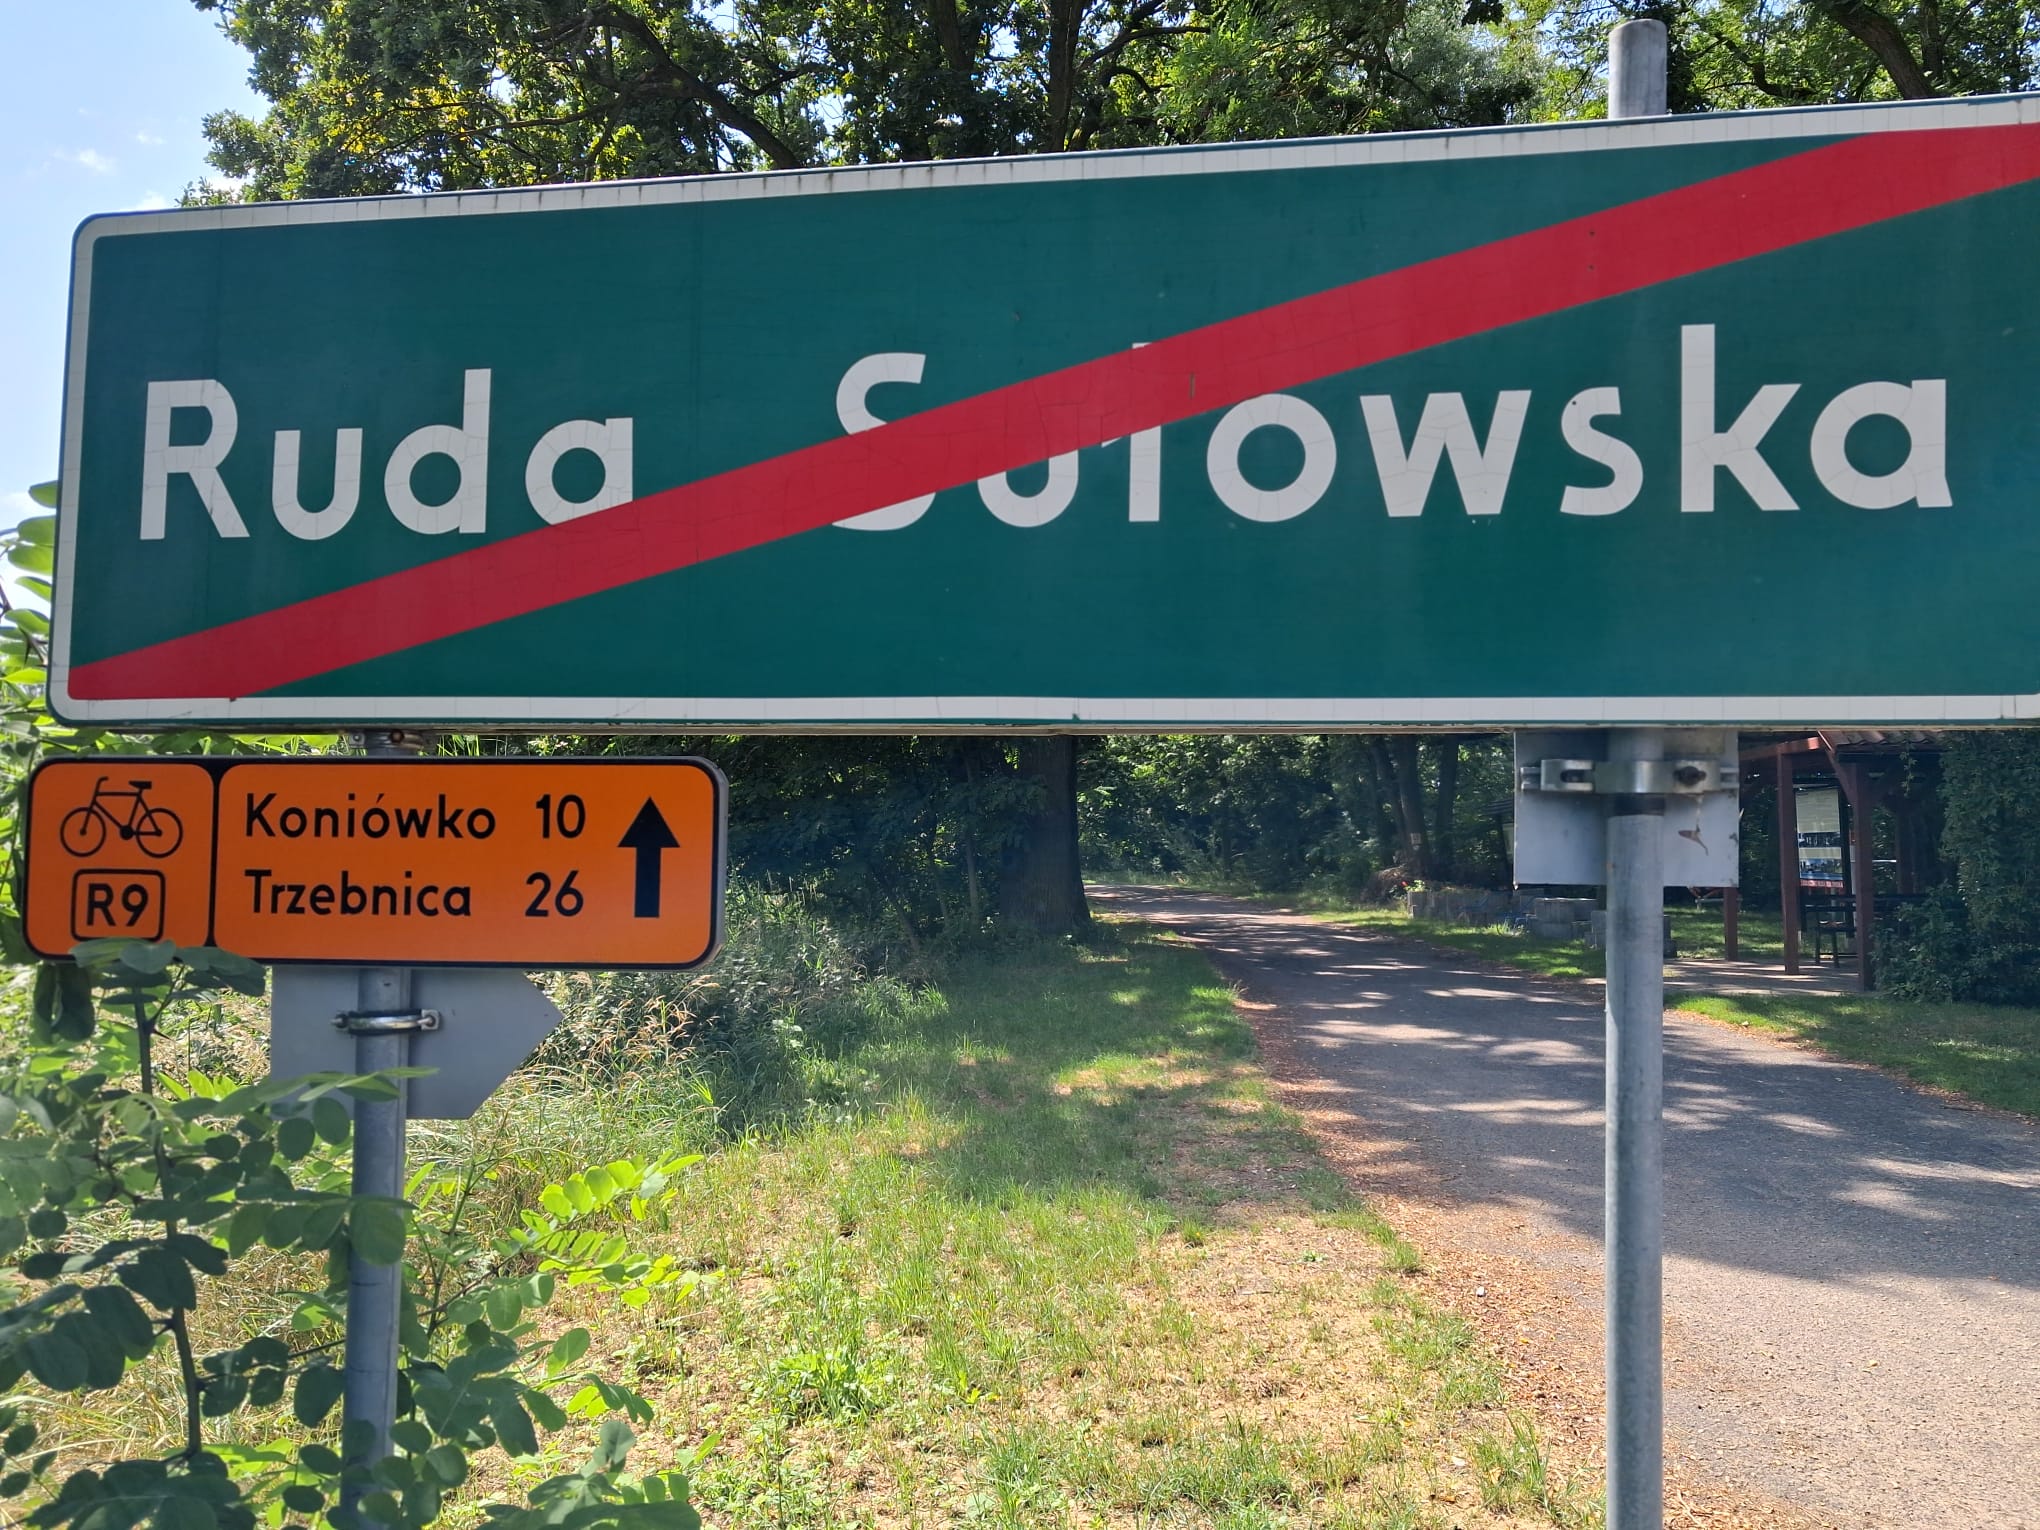 Ruda Sułowska
Koniówko 10
Trzebnica 26
R9